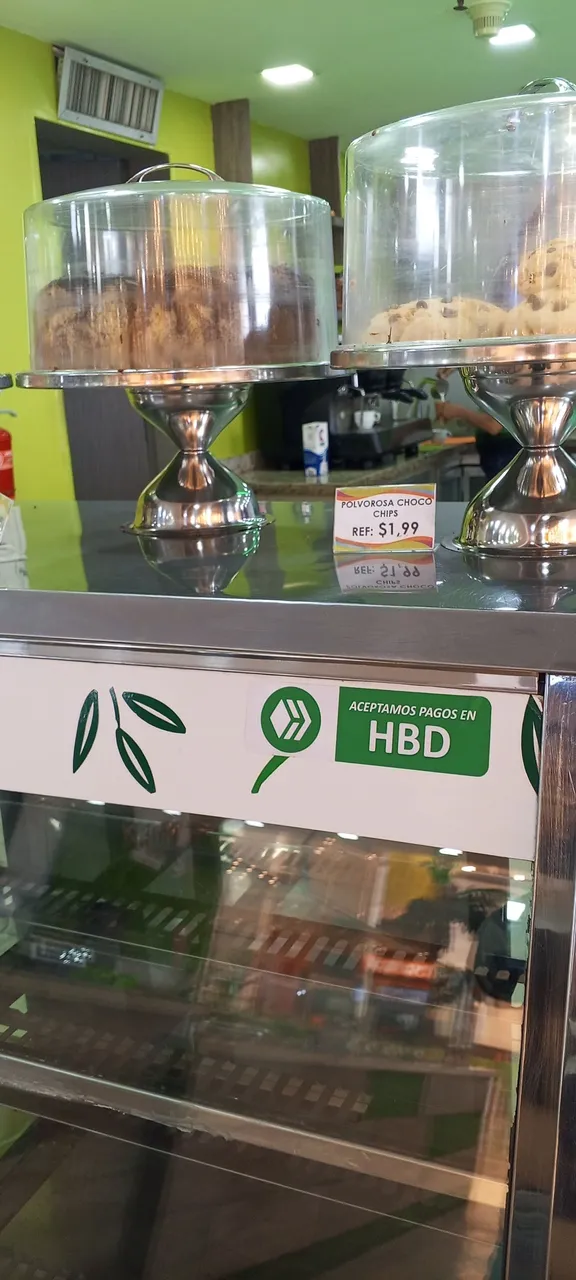 POLVOROSA CHOCO
CHIPS
REF: $1,99
ACEPTAMOS PAGOS EN
HBD